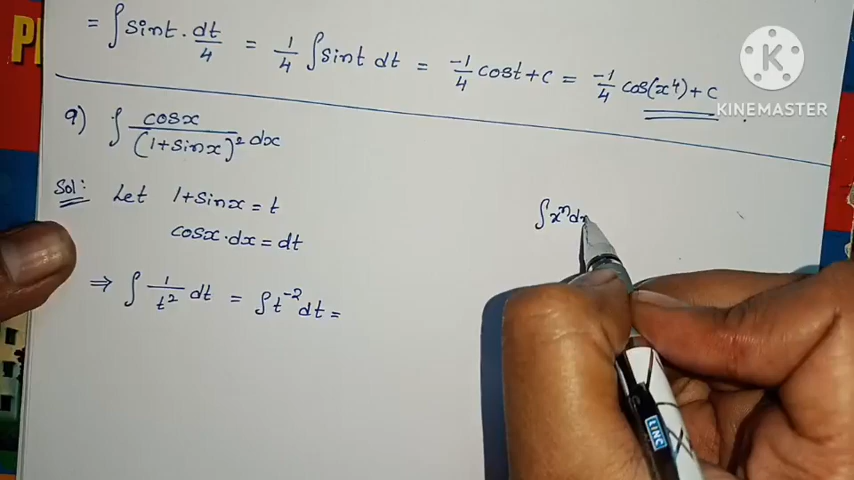 = ∫sint · dt/4 = 1/4 ∫sint dt = -1/4 cost + c = -1/4 cos(x⁴) + c
KINEMASTER
9) ∫ cosx/(1+sinx)² dx
Sol: Let 1+sinx = t
cosx·dx = dt
∫xⁿdx
⇒ ∫ 1/t² dt = ∫t⁻² dt =
LINC